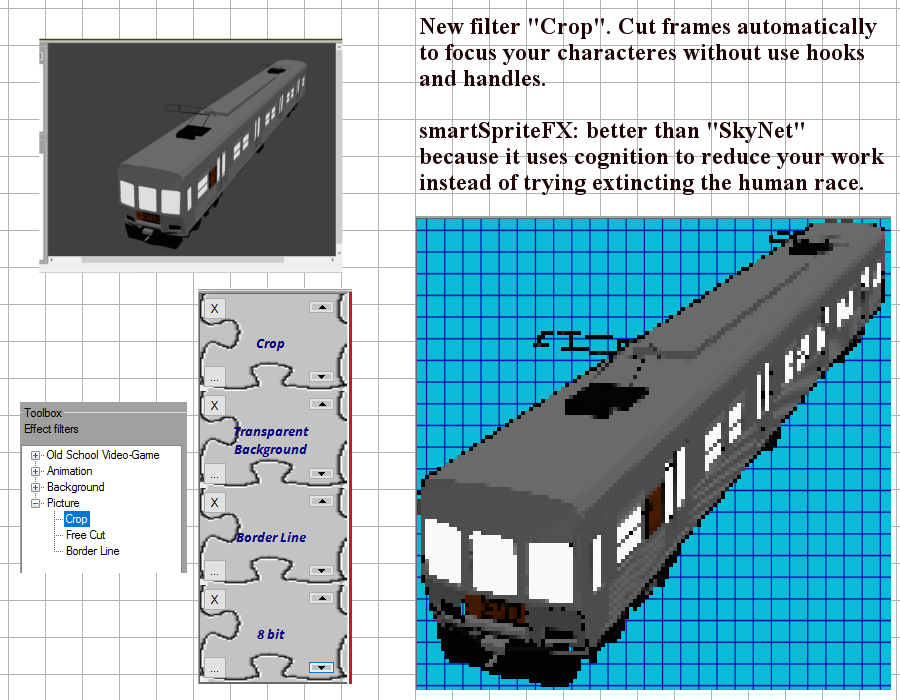 New filter "Crop". Cut frames automatically
to focus your characteres without use hooks
and handles.
smartSpriteFX: better than "SkyNet"
because it uses cognition to reduce your work
instead of trying extincting the human race.
X
Crop
...
X
Transparent
Background
...
X
Border Line
...
X
8 bit
...
Toolbox
Effect filters
Old School Video-Game
Animation
Background
Picture
Crop
Free Cut
Border Line